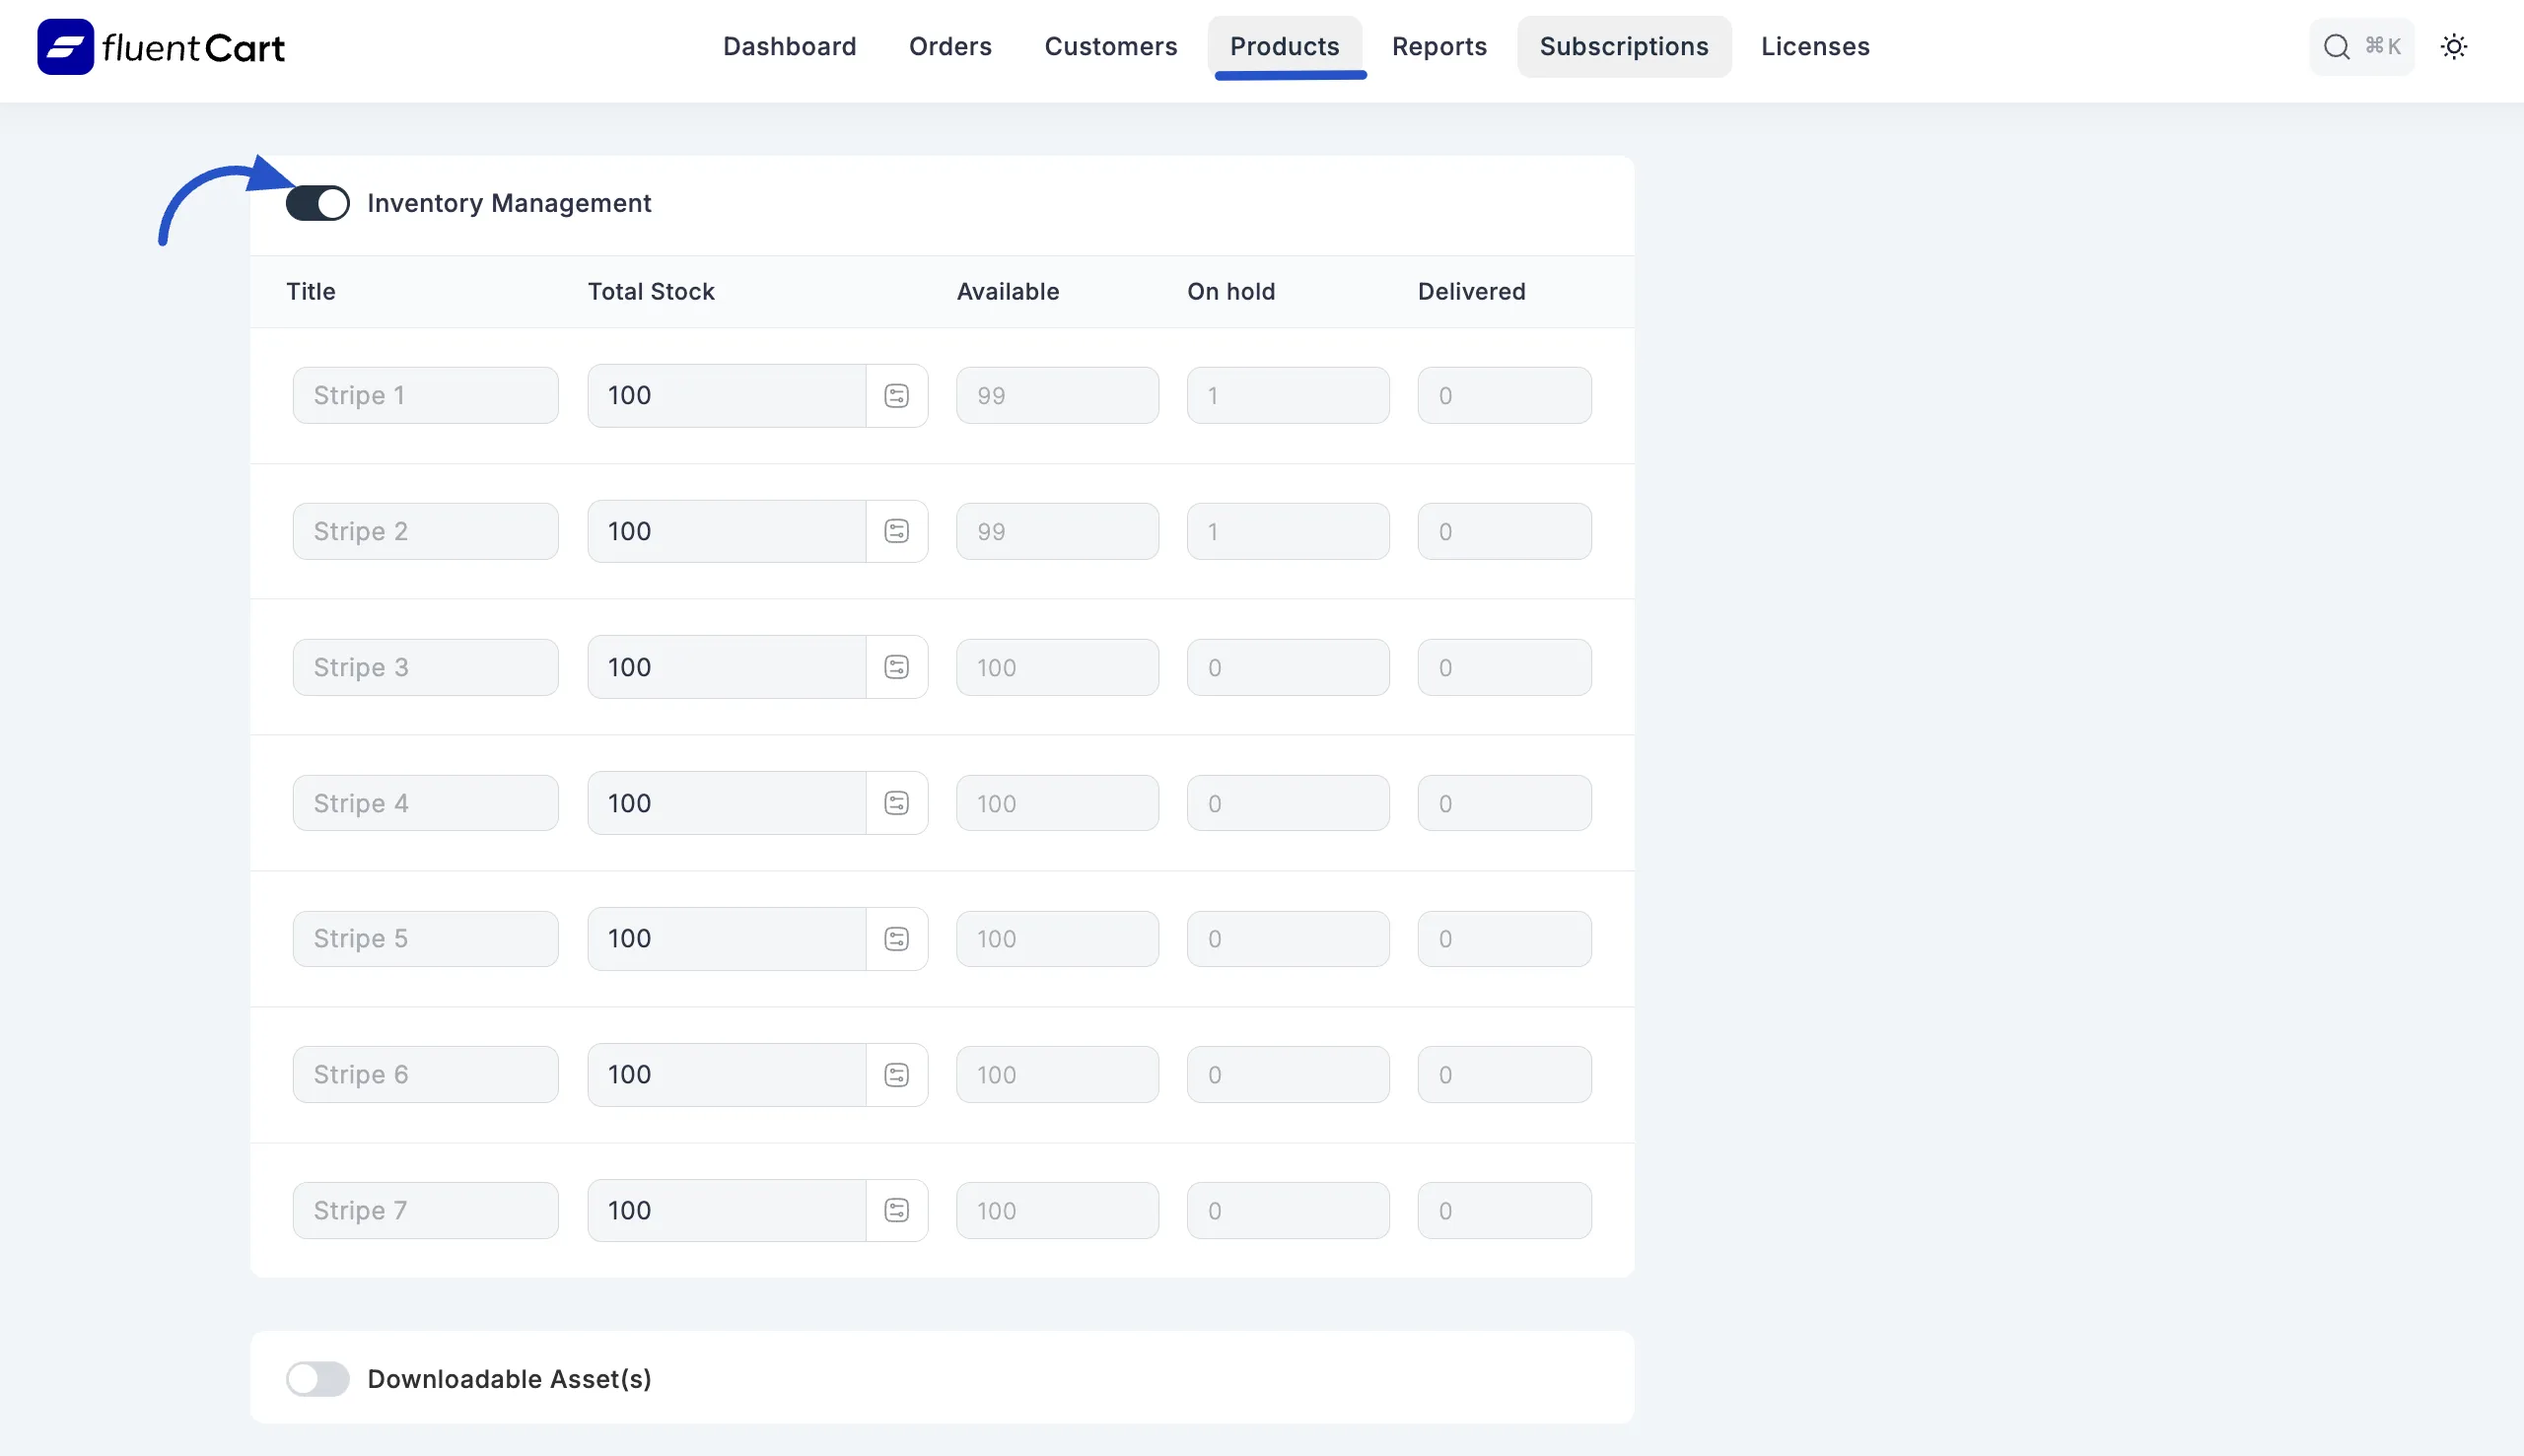 fluentCart Dashboard Orders Customers Products Reports Subscriptions Licenses ⌘K
Inventory Management
Title Total Stock Available On hold Delivered
Stripe 1 100 99 1 0
Stripe 2 100 99 1 0
Stripe 3 100 100 0 0
Stripe 4 100 100 0 0
Stripe 5 100 100 0 0
Stripe 6 100 100 0 0
Stripe 7 100 100 0 0
Downloadable Asset(s)